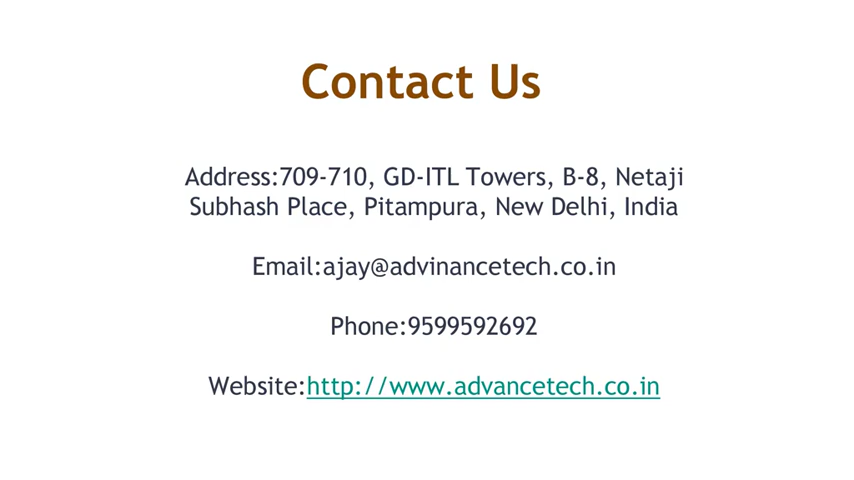 Contact Us
Address:709-710, GD-ITL Towers, B-8, Netaji
Subhash Place, Pitampura, New Delhi, India
Email:ajay@advinancetech.co.in
Phone:9599592692
Website:http://www.advancetech.co.in